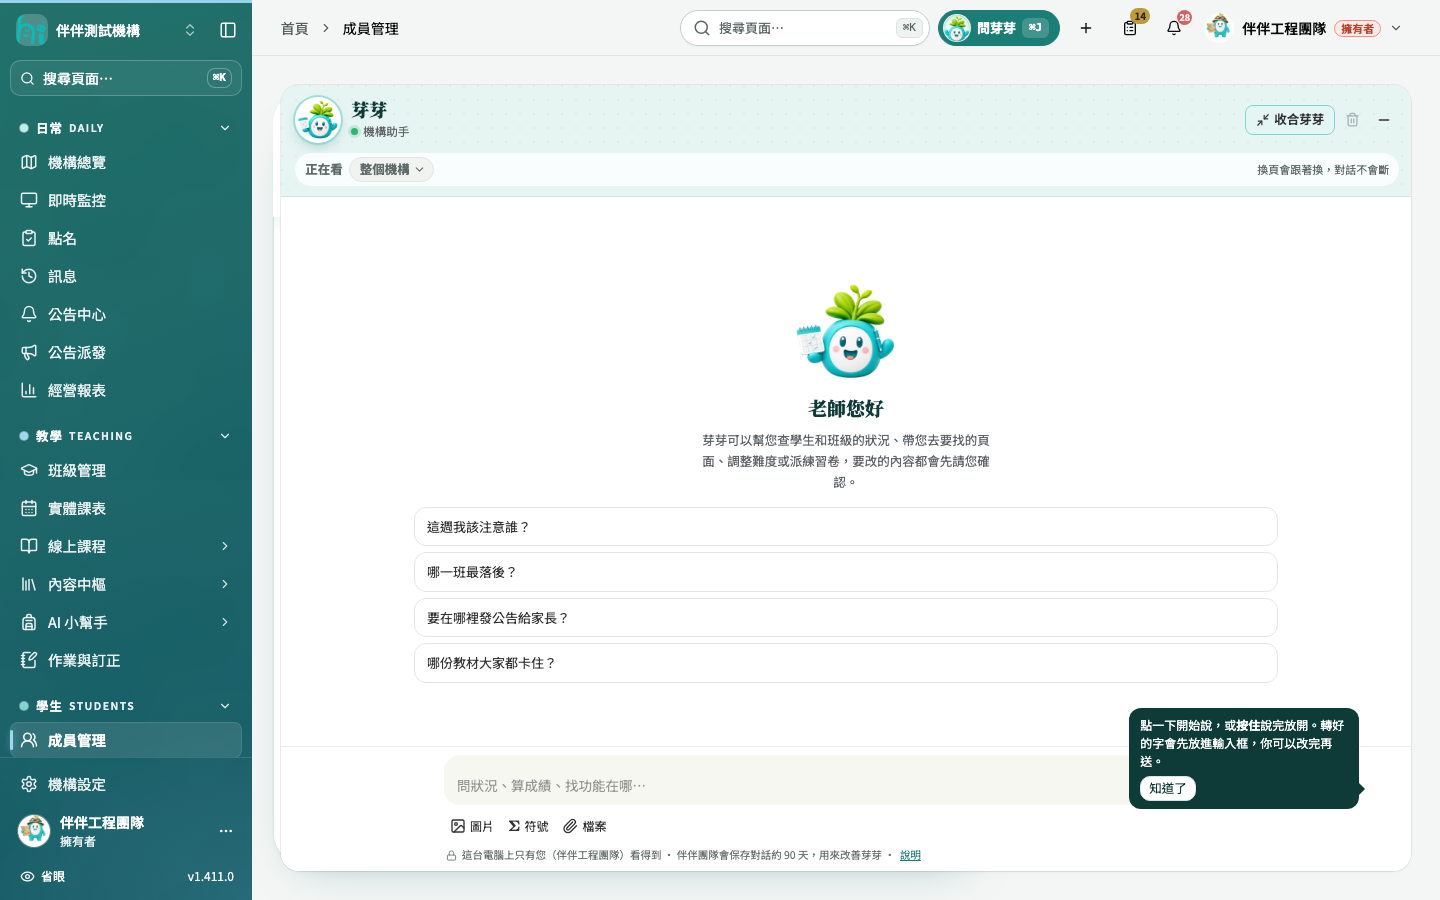 伴伴測試機構
搜尋頁面…
⌘K
日常 DAILY
機構總覽
即時監控
點名
訊息
公告中心
公告派發
經營報表
教學 TEACHING
班級管理
實體課表
線上課程
內容中樞
AI 小幫手
作業與訂正
學生 STUDENTS
成員管理
機構設定
伴伴工程團隊
擁有者
省眼
v1.411.0
首頁
成員管理
搜尋頁面…
⌘K
問芽芽
⌘J
14
28
伴伴工程團隊
擁有者
芽芽
機構助手
收合芽芽
正在看
整個機構
換頁會跟著換，對話不會斷
老師您好
芽芽可以幫您查學生和班級的狀況、帶您去要找的頁
面、調整難度或派練習卷，要改的內容都會先請您確
認。
這週我該注意誰？
哪一班最落後？
要在哪裡發公告給家長？
哪份教材大家都卡住？
點一下開始說，或按住說完放開。轉好
的字會先放進輸入框，你可以改完再
送。
知道了
問狀況、算成績、找功能在哪…
圖片
符號
檔案
這台電腦上只有您（伴伴工程團隊）看得到 · 伴伴團隊會保存對話約 90 天，用來改善芽芽 · 說明